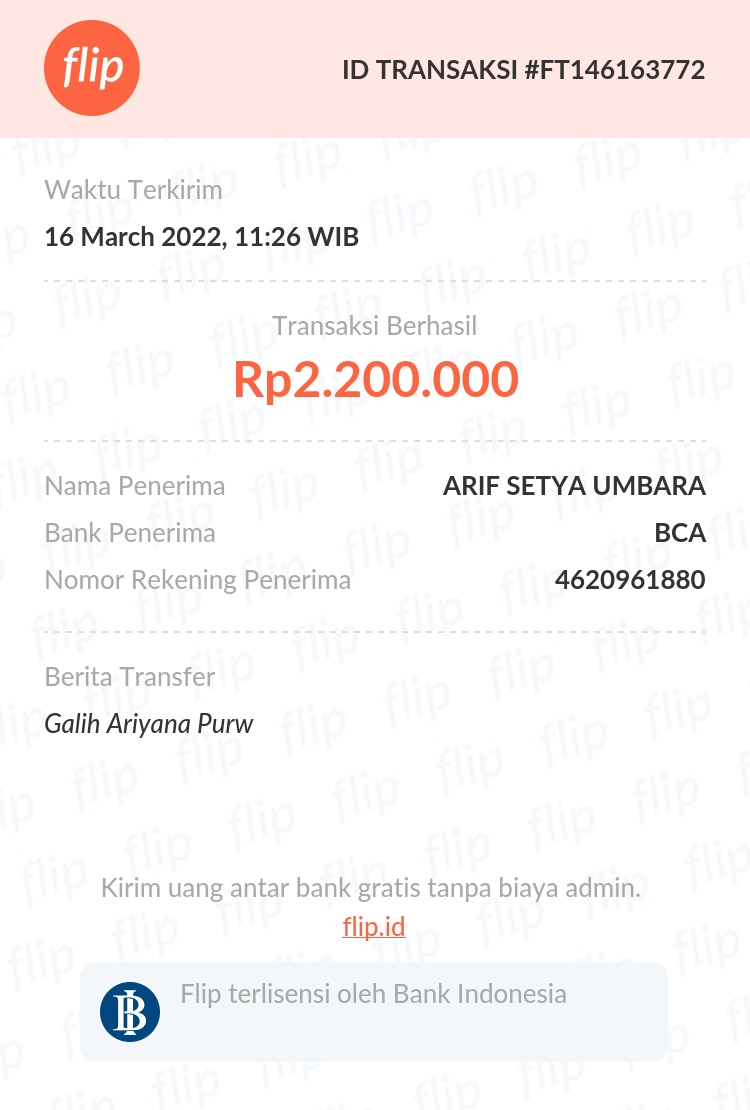 flip
ID TRANSAKSI #FT146163772
Waktu Terkirim
16 March 2022, 11:26 WIB
Transaksi Berhasil
Rp2.200.000
Nama Penerima ARIF SETYA UMBARA
Bank Penerima BCA
Nomor Rekening Penerima 4620961880
Berita Transfer
Galih Ariyana Purw
Kirim uang antar bank gratis tanpa biaya admin.
flip.id
Flip terlisensi oleh Bank Indonesia